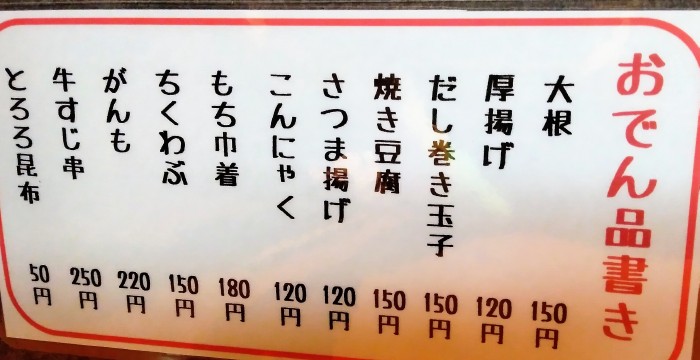 おでん品書き
大根 150円
厚揚げ 120円
だし巻き玉子 150円
焼き豆腐 150円
さつま揚げ 120円
こんにゃく 120円
もち巾着 180円
ちくわぶ 150円
がんも 220円
牛すじ串 250円
とろろ昆布 50円